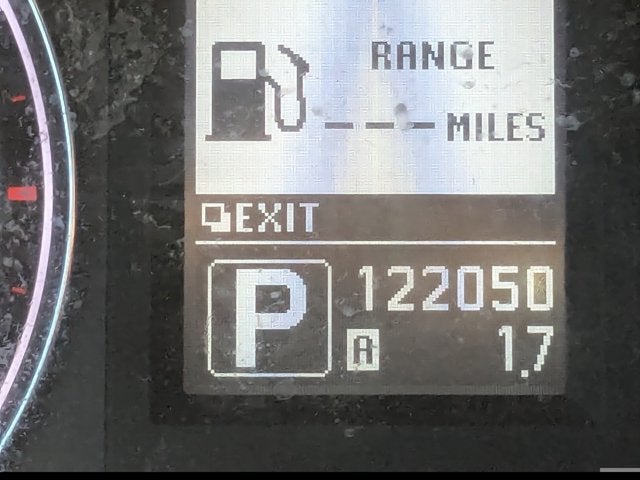 RANGE
--- MILES
EXIT
P 122050
A 1.7